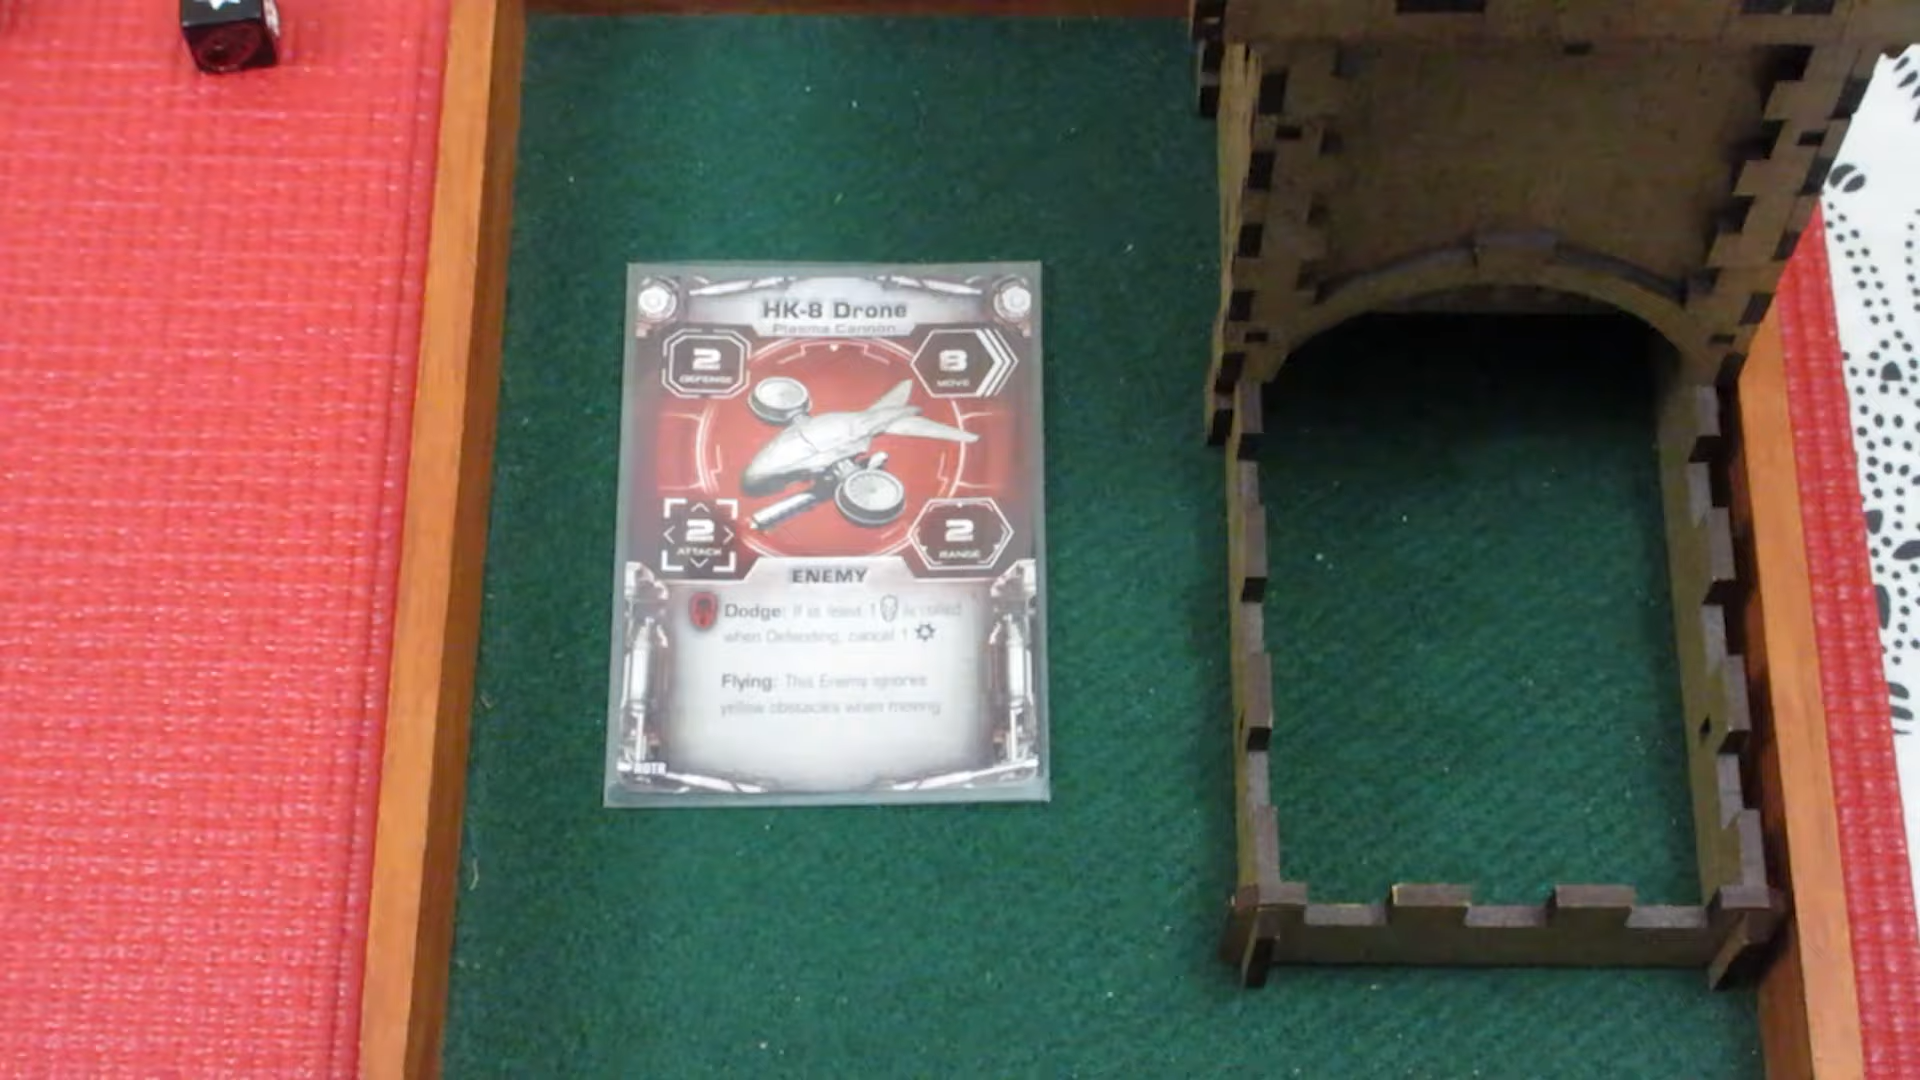 HK-8 Drone
Plasma Cannon
2
DEFENSE
8
MOVE
2
ATTACK
2
RANGE
ENEMY
Dodge: If at least 1 is rolled
when Defending, cancel 1
Flying: This Enemy ignores
yellow obstacles when moving
ROTR